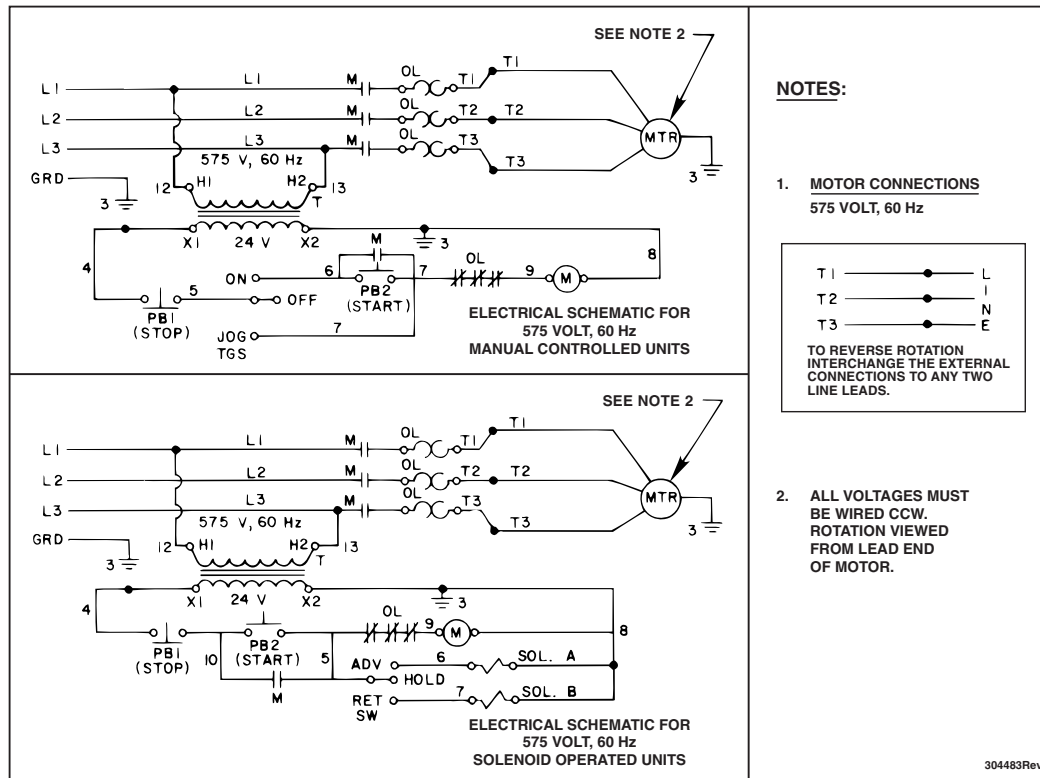 SEE NOTE 2
L1 L1 M OL T1 T1
L2 L2 M OL T2 T2
MTR
L3 L3 M OL T3 T3
575 V, 60 Hz
GRD 3 12 H1 H2 13 T 3
X1 24 V X2 3
4 M 8
ON 6 7 OL 9 M
5 OFF PB2
(START)
PB1
(STOP)
7
JOG
TGS
ELECTRICAL SCHEMATIC FOR
575 VOLT, 60 Hz
MANUAL CONTROLLED UNITS
SEE NOTE 2
L1 L1 M OL T1 T1
L2 L2 M OL T2 T2
MTR
L3 L3 M OL T3 T3
575 V, 60 Hz
GRD 3 12 H1 H2 13 T 3
X1 24 V X2 3
4 OL 8
9 M
PB1
(STOP)
10
PB2
(START)
5
M
ADV 6 SOL. A
HOLD
RET 7 SOL. B
SW
ELECTRICAL SCHEMATIC FOR
575 VOLT, 60 Hz
SOLENOID OPERATED UNITS
NOTES:
1. MOTOR CONNECTIONS
575 VOLT, 60 Hz
T1 L
I
T2
N
T3 E
TO REVERSE ROTATION
INTERCHANGE THE EXTERNAL
CONNECTIONS TO ANY TWO
LINE LEADS.
2. ALL VOLTAGES MUST
BE WIRED CCW.
ROTATION VIEWED
FROM LEAD END
OF MOTOR.
304483Rev